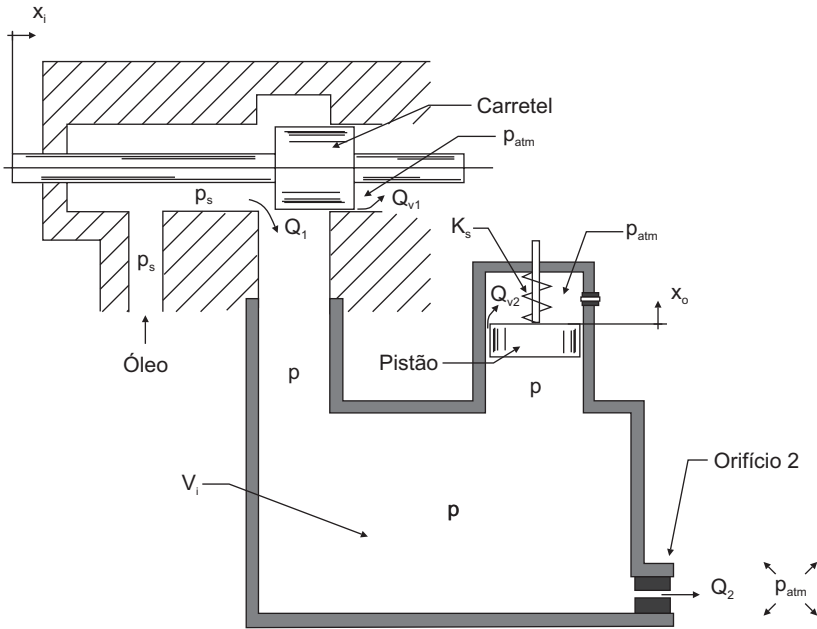 x_i
Carretel
p_atm
p_s
Q_v1
Q_1
K_s
p_atm
p_s
Q_v2
x_o
Óleo
Pistão
p
p
Orifício 2
V_i
p
Q_2
p_atm